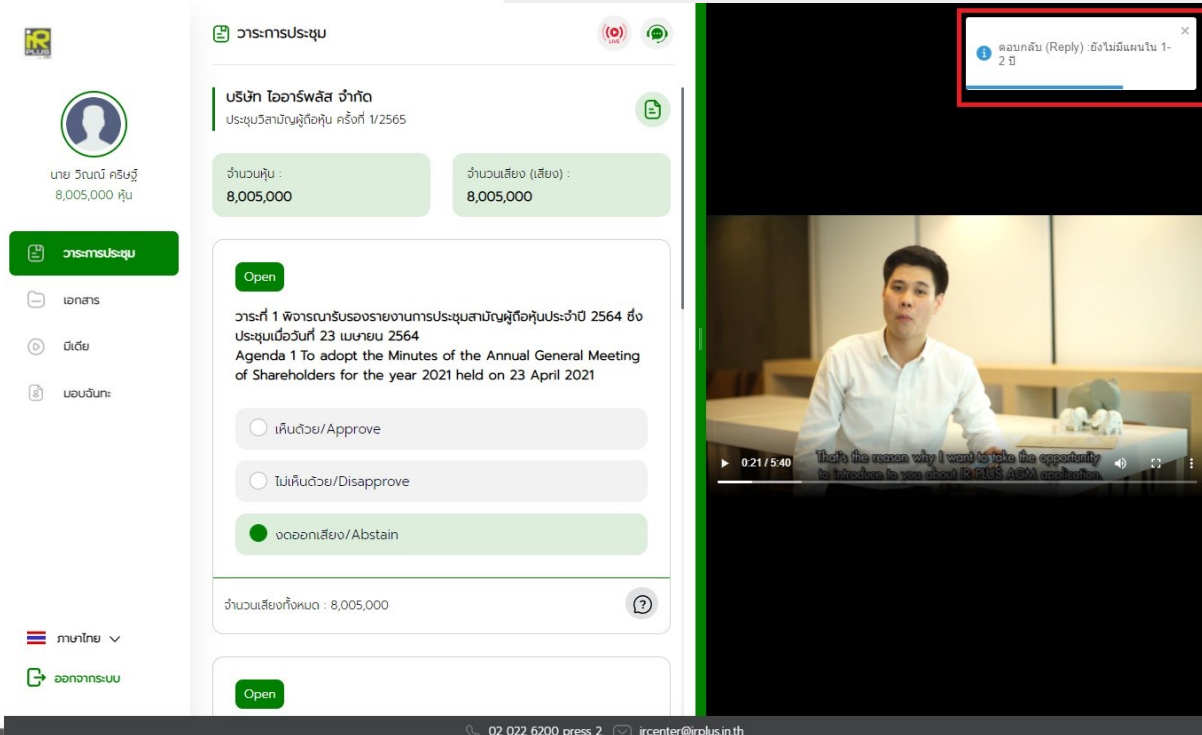 iR
PLUS
นาย วิณณ์ คริษฐ์
8,005,000 หุ้น
วาระการประชุม
เอกสาร
มีเดีย
มอบฉันทะ
ภาษาไทย
ออกจากระบบ
วาระการประชุม
LIVE
บริษัท ไออาร์พลัส จำกัด
ประชุมวิสามัญผู้ถือหุ้น ครั้งที่ 1/2565
จำนวนหุ้น :
8,005,000
จำนวนเสียง (เสียง) :
8,005,000
Open
วาระที่ 1 พิจารณารับรองรายงานการประชุมสามัญผู้ถือหุ้นประจำปี 2564 ซึ่ง
ประชุมเมื่อวันที่ 23 เมษายน 2564
Agenda 1 To adopt the Minutes of the Annual General Meeting
of Shareholders for the year 2021 held on 23 April 2021
เห็นด้วย/Approve
ไม่เห็นด้วย/Disapprove
งดออกเสียง/Abstain
จำนวนเสียงทั้งหมด : 8,005,000
Open
ตอบกลับ (Reply) :ยังไม่มีแผนใน 1-
2 ปี
0:21 / 5:40
That's the reason why I want to take the opportunity
to introduce to you about IR PLUS AGM application.
02 022 6200 press 2 ircenter@irplus.in.th